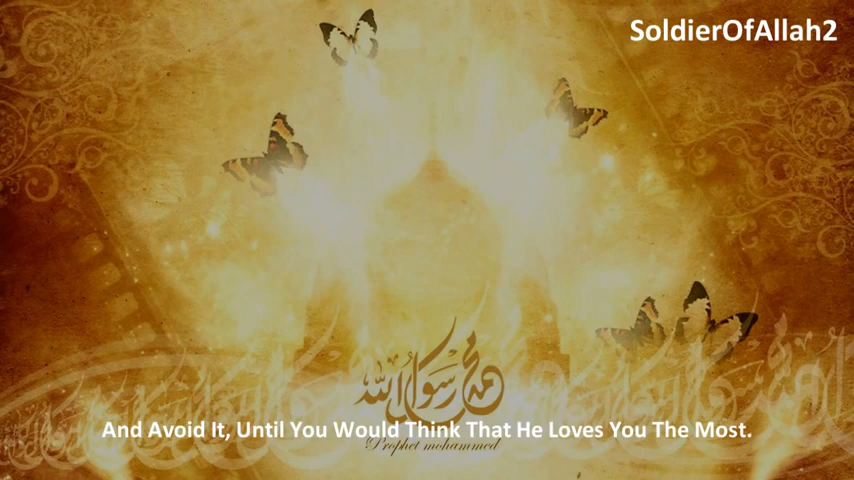 SoldierOfAllah2
محمد رسول الله
And Avoid It, Until You Would Think That He Loves You The Most.
Prophet mohammed